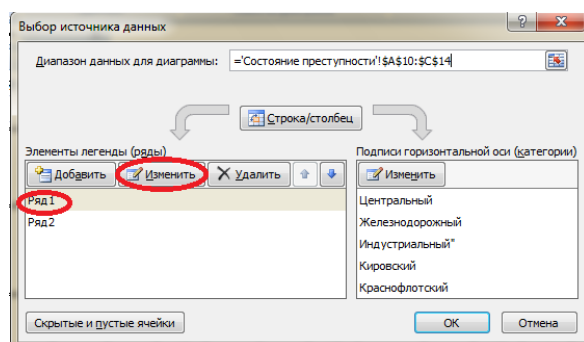 Выбор источника данных
Диапазон данных для диаграммы: ='Состояние преступности'!$A$10:$C$14
Строка/столбец
Элементы легенды (ряды)
Добавить Изменить Удалить
Ряд1
Ряд2
Подписи горизонтальной оси (категории)
Изменить
Центральный
Железнодорожный
Индустриальный"
Кировский
Краснофлотский
Скрытые и пустые ячейки
ОК Отмена